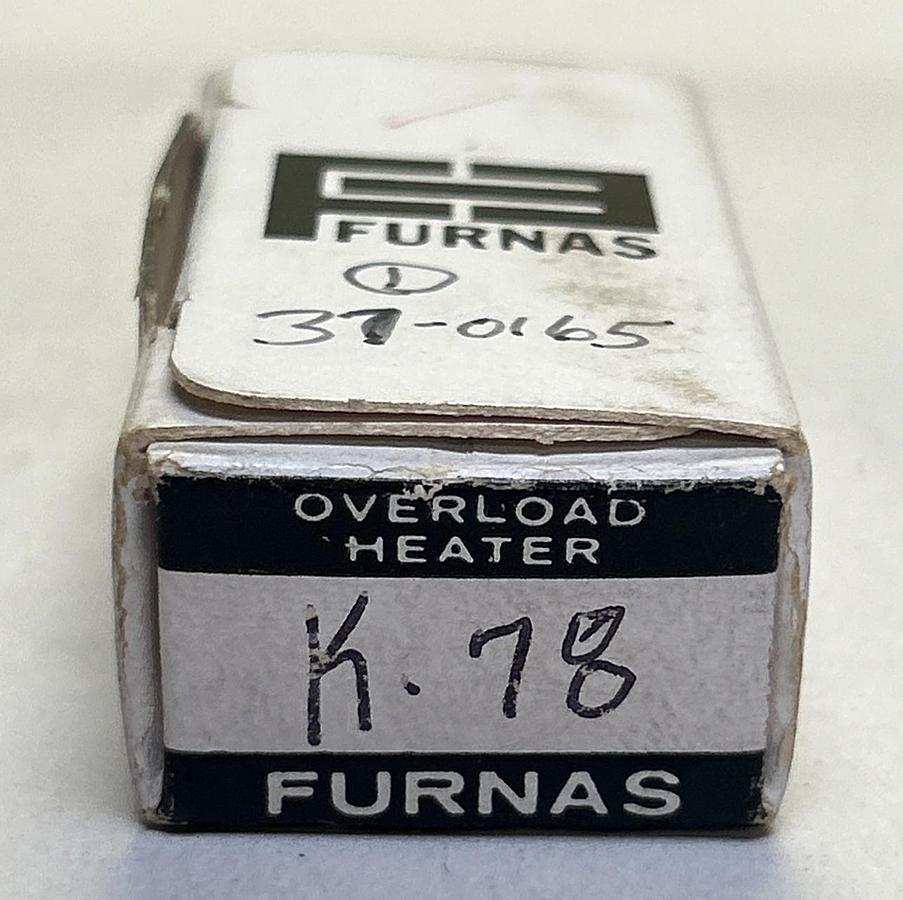 FURNAS
1
37-0165
OVERLOAD
HEATER
K.78
FURNAS